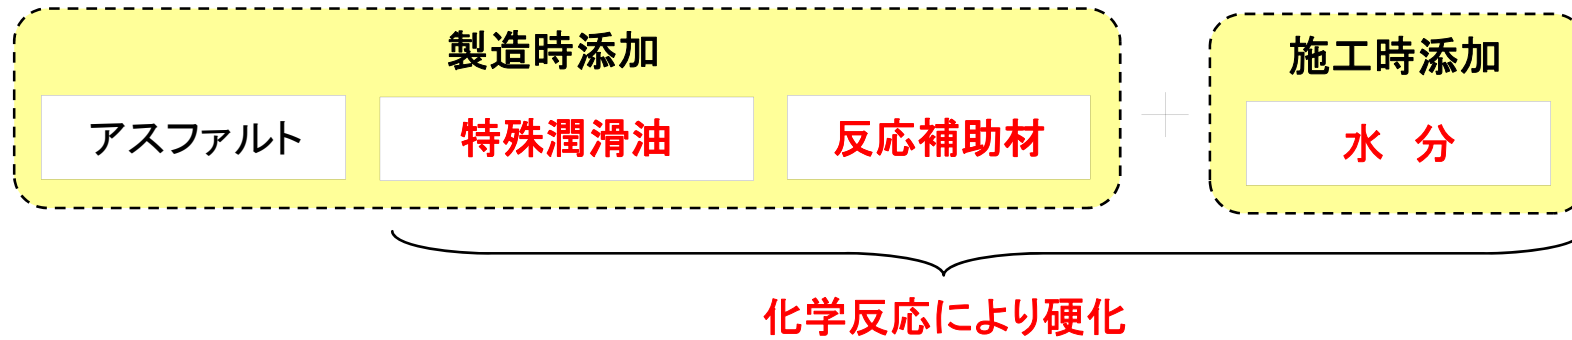 製造時添加
施工時添加
アスファルト
特殊潤滑油
反応補助材
水 分
化学反応により硬化